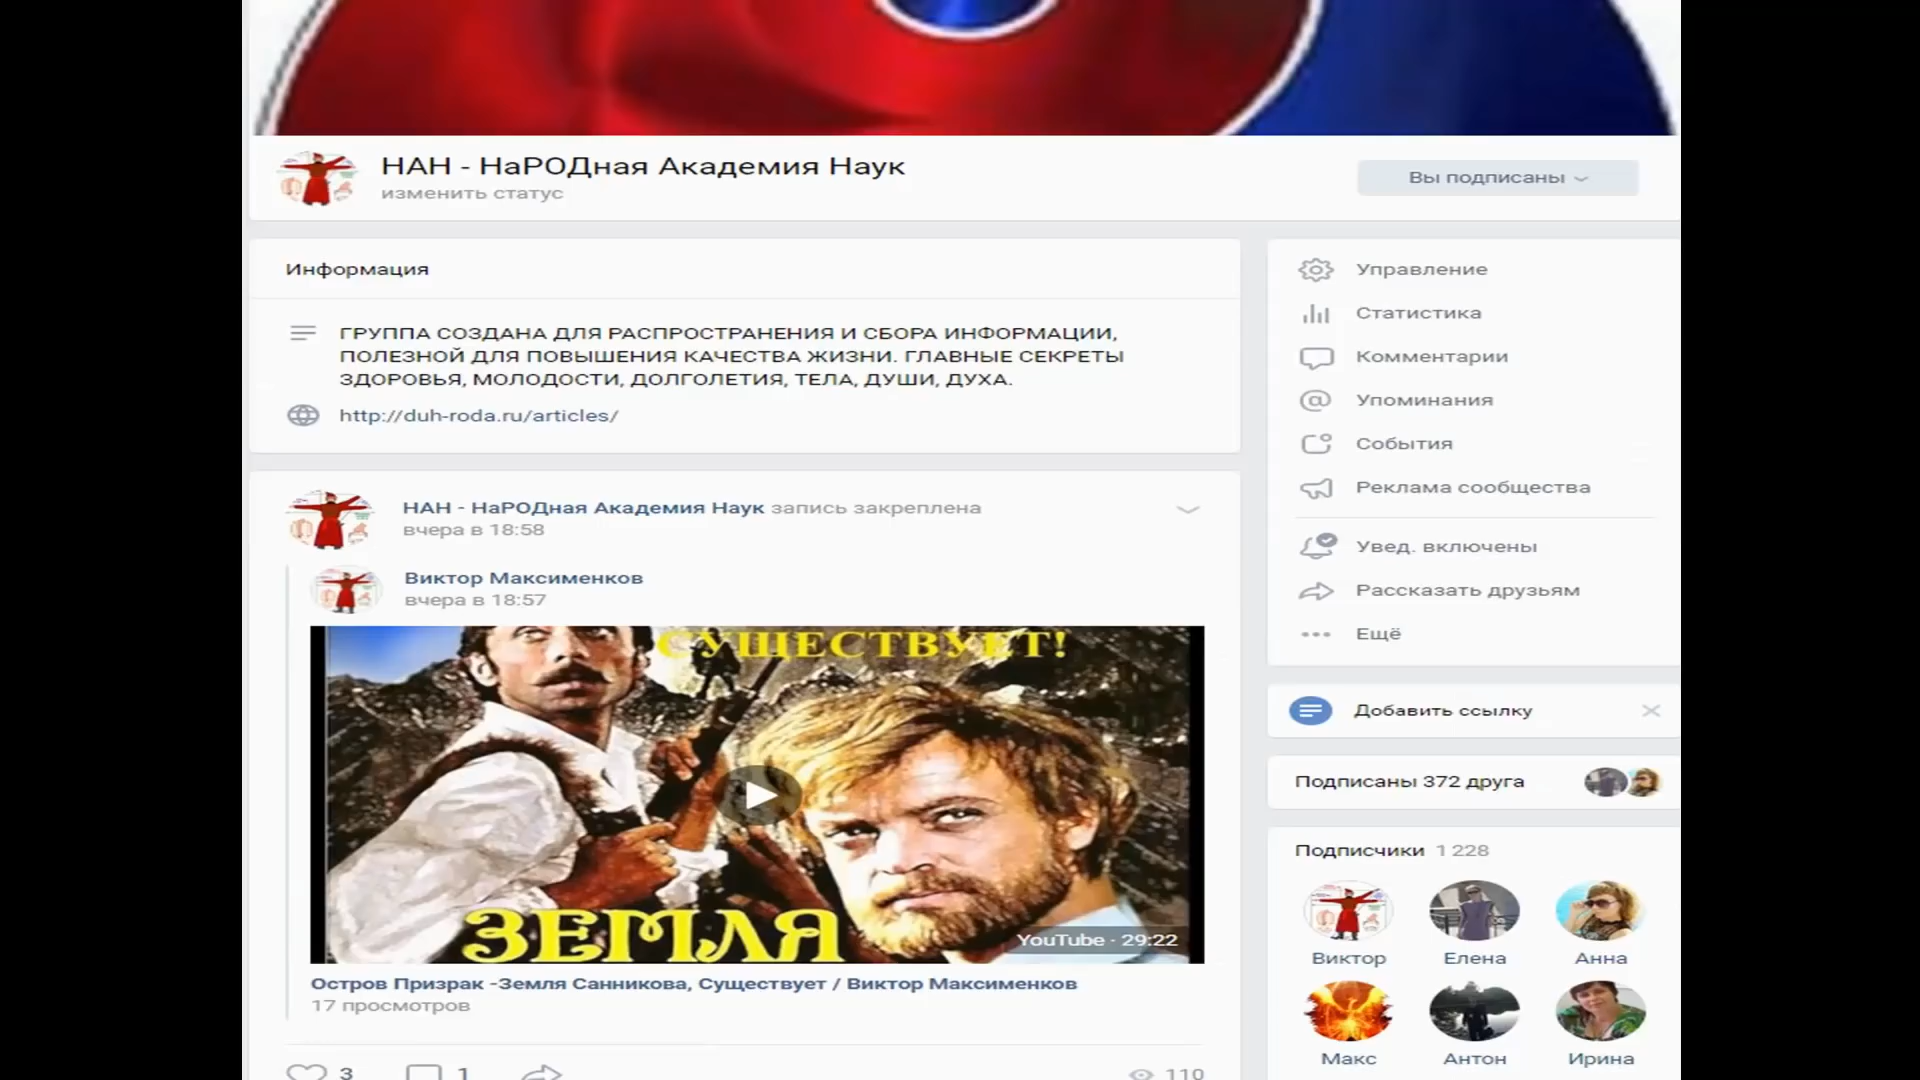 НАН - НаРОДная Академия Наук
изменить статус
Вы подписаны
Информация
ГРУППА СОЗДАНА ДЛЯ РАСПРОСТРАНЕНИЯ И СБОРА ИНФОРМАЦИИ,
ПОЛЕЗНОЙ ДЛЯ ПОВЫШЕНИЯ КАЧЕСТВА ЖИЗНИ. ГЛАВНЫЕ СЕКРЕТЫ
ЗДОРОВЬЯ, МОЛОДОСТИ, ДОЛГОЛЕТИЯ, ТЕЛА, ДУШИ, ДУХА.
http://duh-roda.ru/articles/
НАН - НаРОДная Академия Наук запись закреплена
вчера в 18:58
Виктор Максименков
вчера в 18:57
СУЩЕСТВУЕТ!
ЗЕМЛЯ
YouTube · 29:22
Остров Призрак -Земля Санникова, Существует / Виктор Максименков
17 просмотров
3
1
110
Управление
Статистика
Комментарии
Упоминания
События
Реклама сообщества
Увед. включены
Рассказать друзьям
Ещё
Добавить ссылку
Подписаны 372 друга
Подписчики 1 228
Виктор
Елена
Анна
Макс
Антон
Ирина